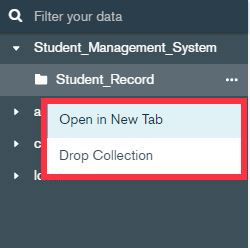 Filter your data
Student_Management_System
Student_Record
Open in New Tab
Drop Collection